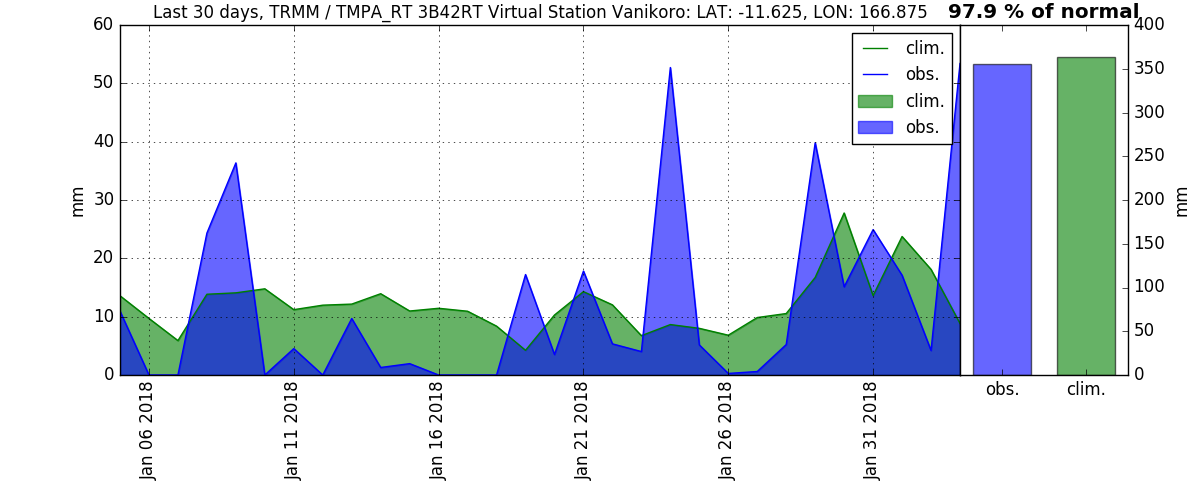 Last 30 days, TRMM / TMPA_RT 3B42RT Virtual Station Vanikoro: LAT: -11.625, LON: 166.875
97.9 % of normal
60
50
40
30
20
10
0
mm
clim.
obs.
clim.
obs.
Jan 06 2018
Jan 11 2018
Jan 16 2018
Jan 21 2018
Jan 26 2018
Jan 31 2018
400
350
300
250
200
150
100
50
0
mm
obs.
clim.